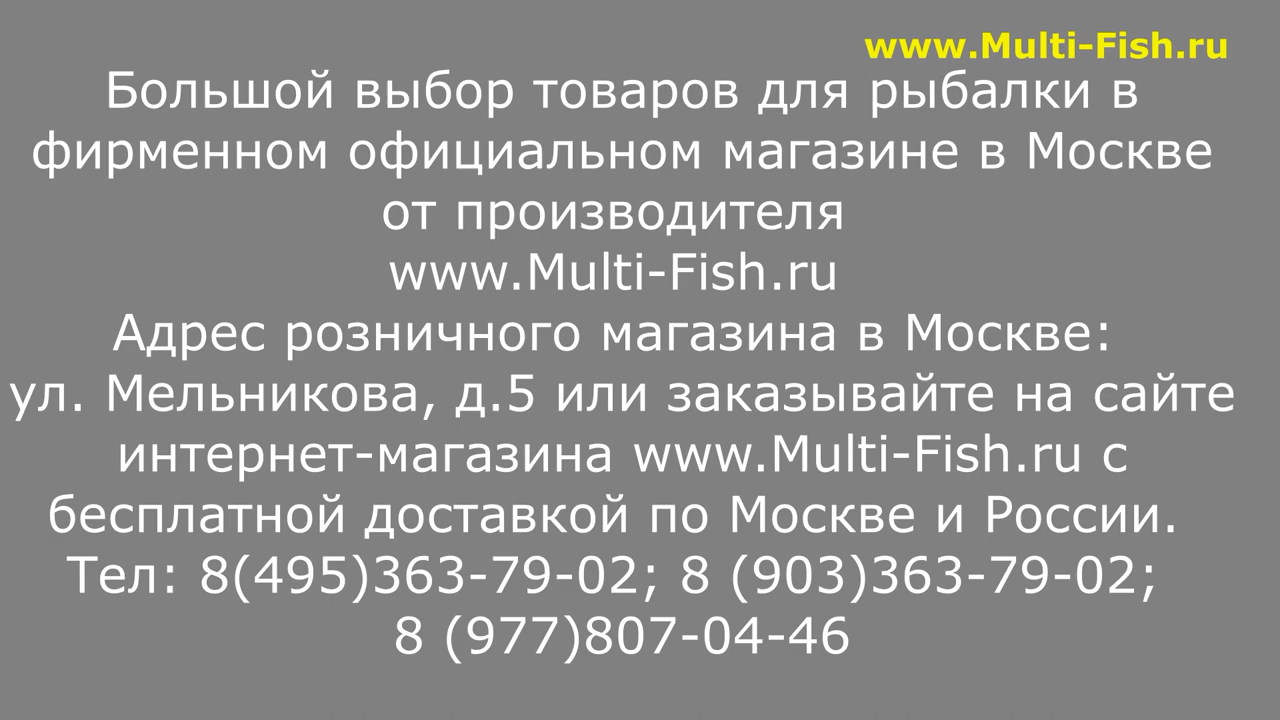 www.Multi-Fish.ru
Большой выбор товаров для рыбалки в
фирменном официальном магазине в Москве
от производителя
www.Multi-Fish.ru
Адрес розничного магазина в Москве:
ул. Мельникова, д.5 или заказывайте на сайте
интернет-магазина www.Multi-Fish.ru с
бесплатной доставкой по Москве и России.
Тел: 8(495)363-79-02; 8 (903)363-79-02;
8 (977)807-04-46